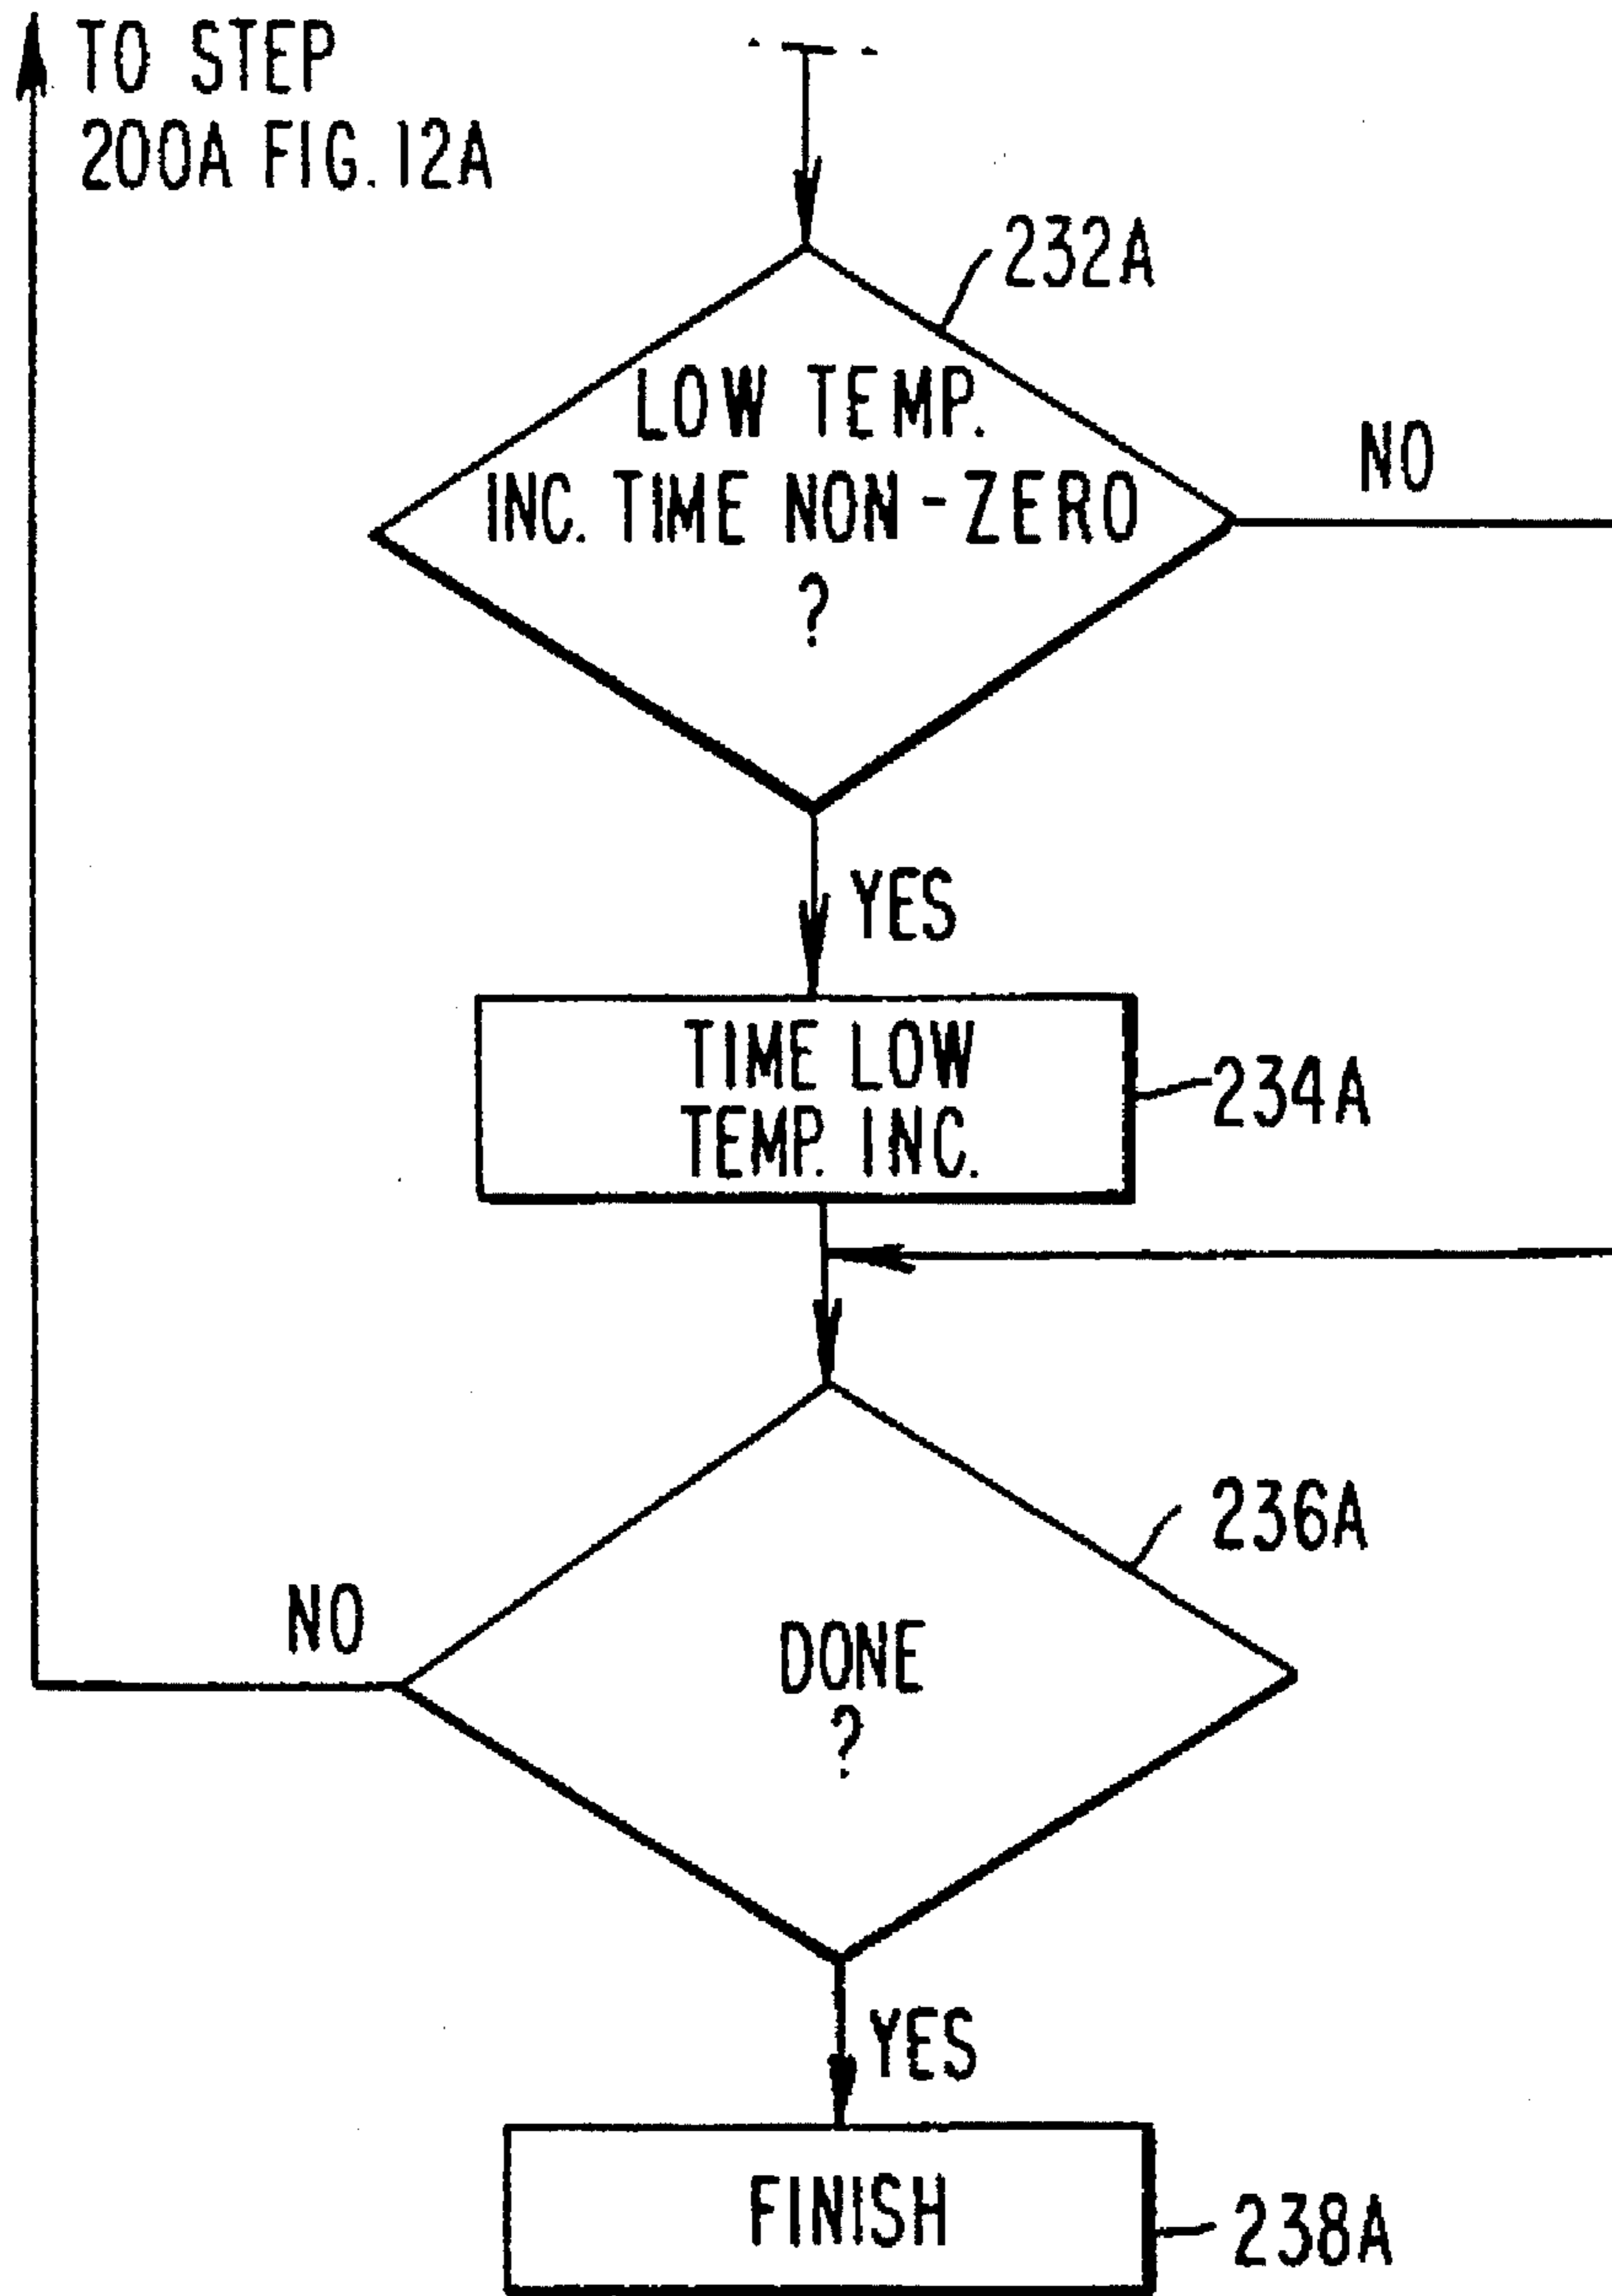 TO STEP
200A FIG. 12A
232A
LOW TEMP.
INC. TIME NON-ZERO
?
NO
YES
TIME LOW
TEMP. INC.
234A
236A
NO
DONE
?
YES
FINISH
238A